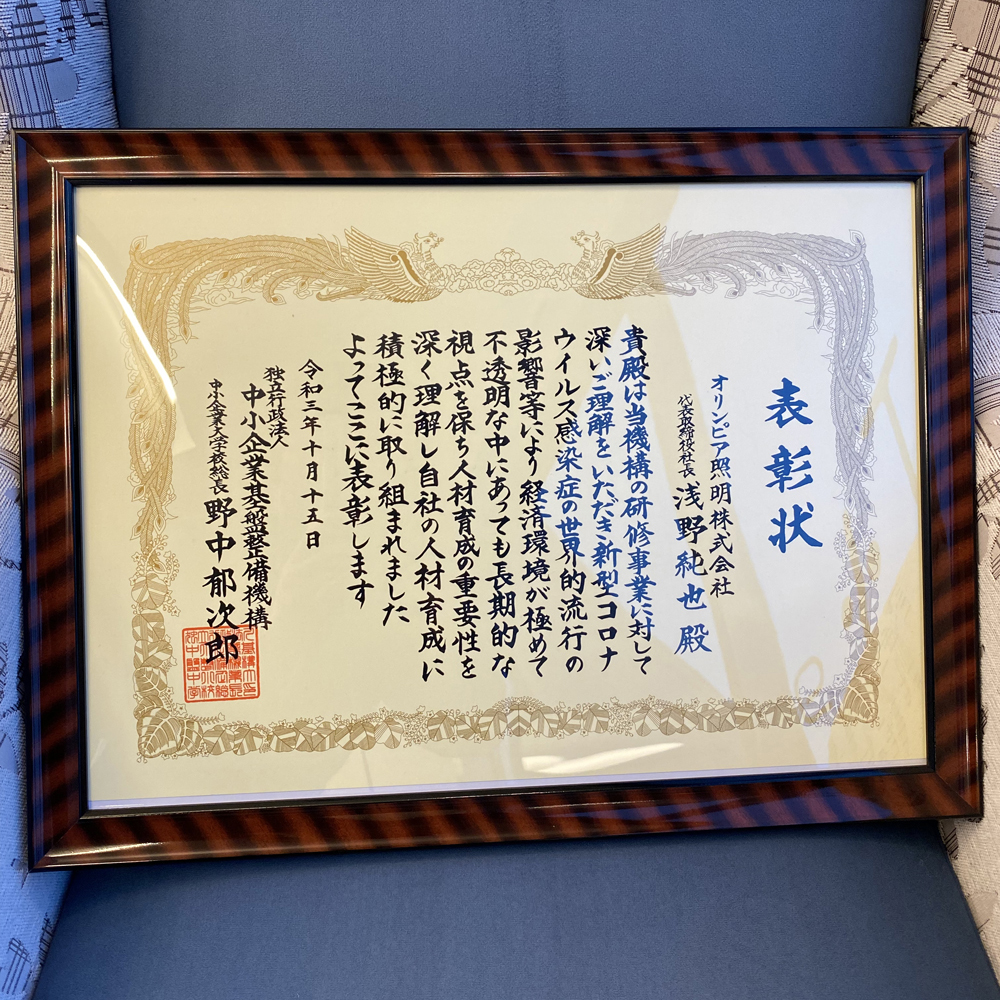 表彰状
オリンピア照明株式会社
代表取締役社長 浅野純也殿
貴殿は当機構の研修事業に対して
深いご理解をいただき新型コロナ
ウイルス感染症の世界的流行の
影響等により経済環境が極めて
不透明な中にあっても長期的な
視点を保ち人材育成の重要性を
深く理解し自社の人材育成に
積極的に取り組まれました
よってここに表彰します
令和三年十月十五日
独立行政法人
中小企業基盤整備機構
中小企業大学校総長 野中郁次郎